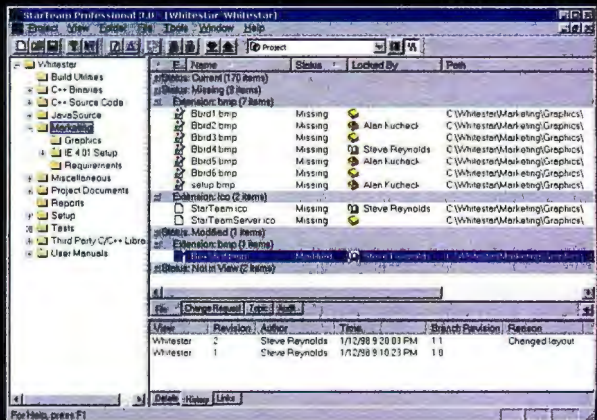 StarTeam Professional 3.0 - [Whitestar: Whitestar]
Project View Folder File Tools Window Help
Project
Whitestar
Build Utilities
C++ Binaries
C++ Source Code
JavaSource
Marketing
Graphics
IE 4.01 Setup
Requirements
Miscellaneous
Project Documents
Reports
Setup
Tests
Third Party C/C++ Libra
User Manuals
E. Name Status Locked By Path
Status: Current (170 items)
Status: Missing (9 items)
Extension: bmp (7 items)
Bbrd1.bmp Missing C:\Whitestar\Marketing\Graphics\
Bbrd2.bmp Missing Alan Kucheck C:\Whitestar\Marketing\Graphics\
Bbrd3.bmp Missing C:\Whitestar\Marketing\Graphics\
Bbrd4.bmp Missing Steve Reynolds C:\Whitestar\Marketing\Graphics\
Bbrd5.bmp Missing Alan Kucheck C:\Whitestar\Marketing\Graphics\
Bbrd6.bmp Missing C:\Whitestar\Marketing\Graphics\
setup.bmp Missing Alan Kucheck C:\Whitestar\Marketing\Graphics\
Extension: ico (2 items)
StarTeam.ico Missing Steve Reynolds C:\Whitestar\Marketing\Graphics\
StarTeamServer.ico Missing C:\Whitestar\Marketing\Graphics\
Status: Modified (1 items)
Extension: bmp (1 items)
Modified
Status: Not in View (2 items)
File Change Request Topic Audit
View Revision Author Time Branch Revision Reason
Whitestar 2 Steve Reynolds 1/12/98 9:20:03 PM 1.1 Changed layout
Whitestar 1 Steve Reynolds 1/12/98 9:10:23 PM 1.0
Details History Links
For Help, press F1